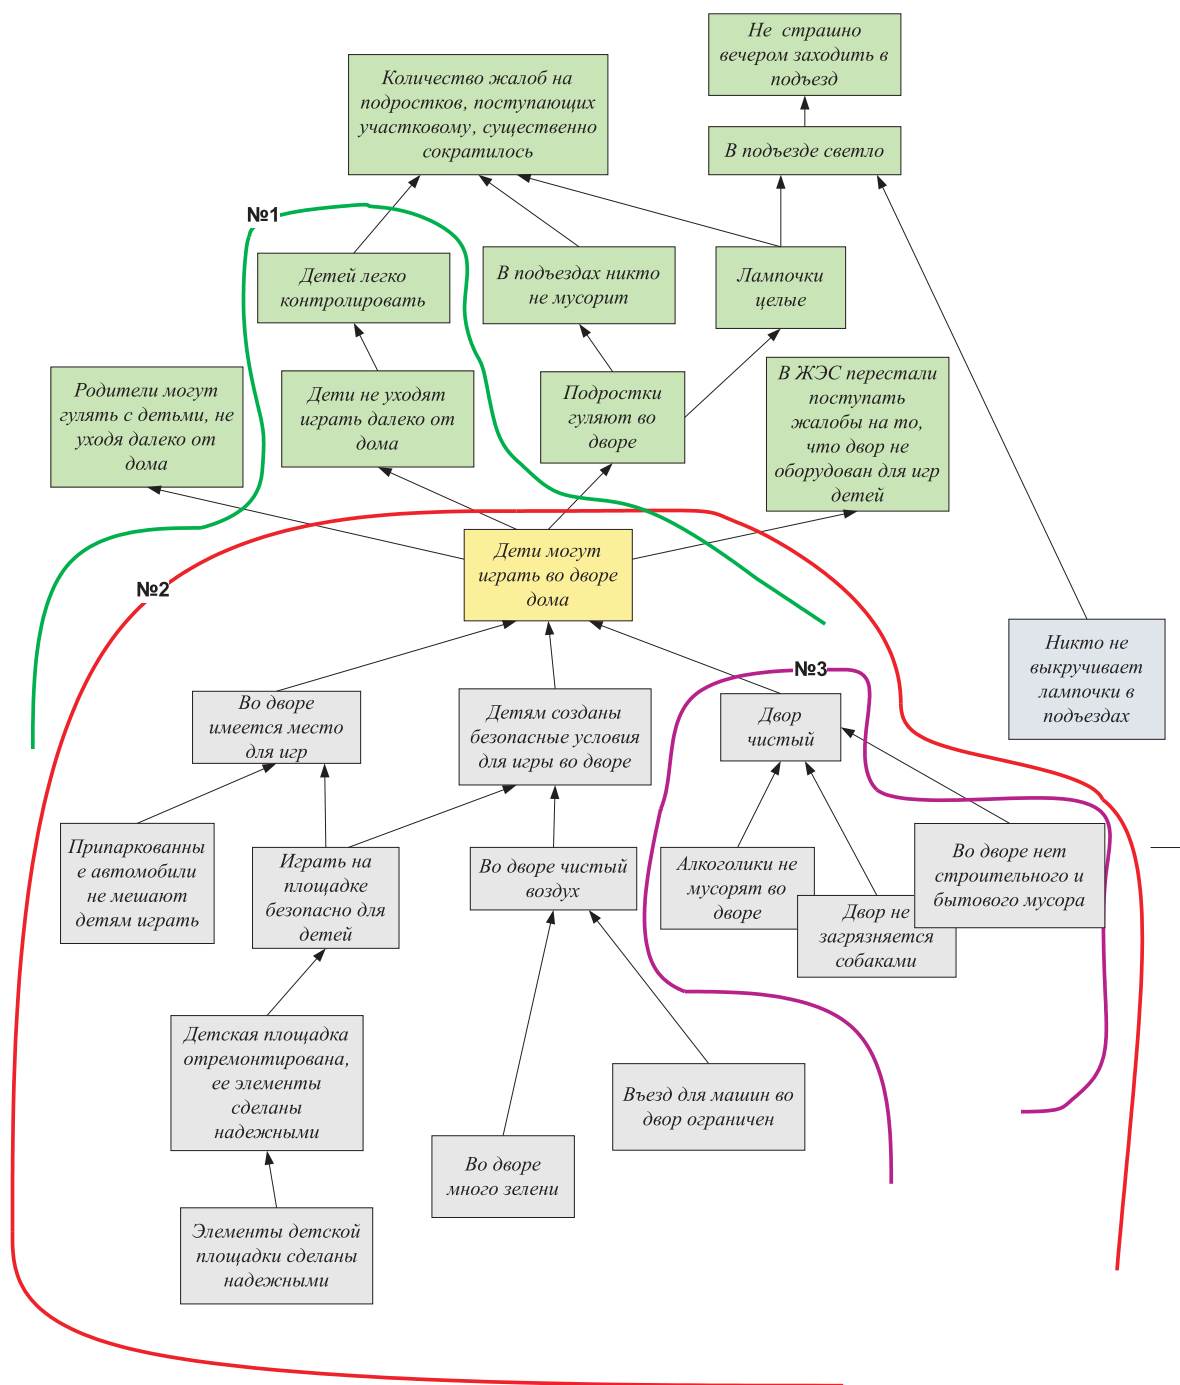 Не страшно
вечером заходить в
подъезд
Количество жалоб на
подростков, поступающих
участковому, существенно
сократилось
В подъезде светло
№1
Детей легко
контролировать
В подъездах никто
не мусорит
Лампочки
целые
Родители могут
гулять с детьми, не
уходя далеко от
дома
Дети не уходят
играть далеко от
дома
Подростки
гуляют во
дворе
В ЖЭС перестали
поступать
жалобы на то,
что двор не
оборудован для игр
детей
№2
Дети могут
играть во дворе
дома
Никто не
выкручивает
лампочки в
подъездах
№3
Во дворе
имеется место
для игр
Детям созданы
безопасные условия
для игры во дворе
Двор
чистый
Припаркованны
е автомобили
не мешают
детям играть
Играть на
площадке
безопасно для
детей
Во дворе чистый
воздух
Алкоголики не
мусорят во
дворе
Двор не
загрязняется
собаками
Во дворе нет
строительного и
бытового мусора
Детская площадка
отремонтирована,
ее элементы
сделаны
надежными
Въезд для машин во
двор ограничен
Во дворе
много зелени
Элементы детской
площадки сделаны
надежными